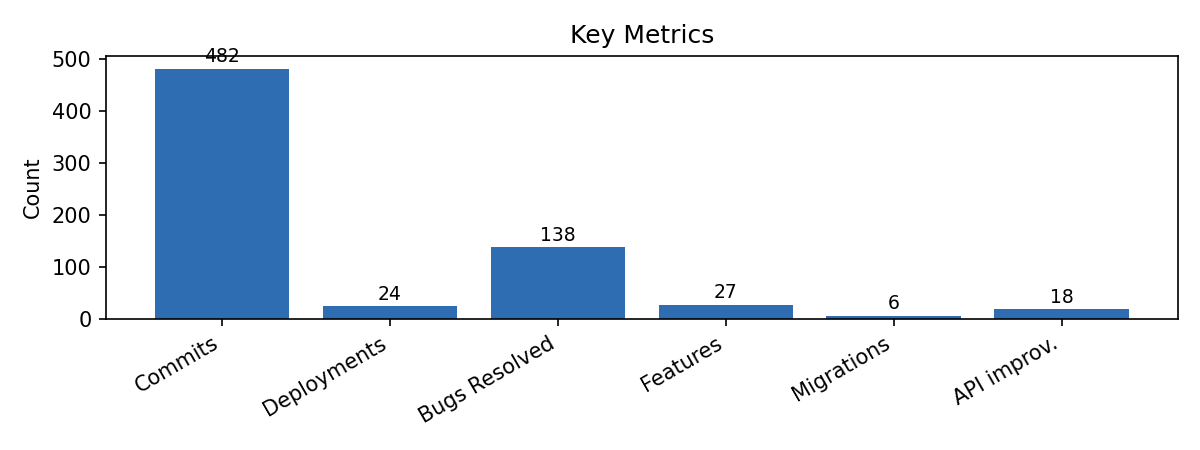 Key Metrics
Count
500
400
300
200
100
0
482
24
138
27
6
18
Commits
Deployments
Bugs Resolved
Features
Migrations
API improv.